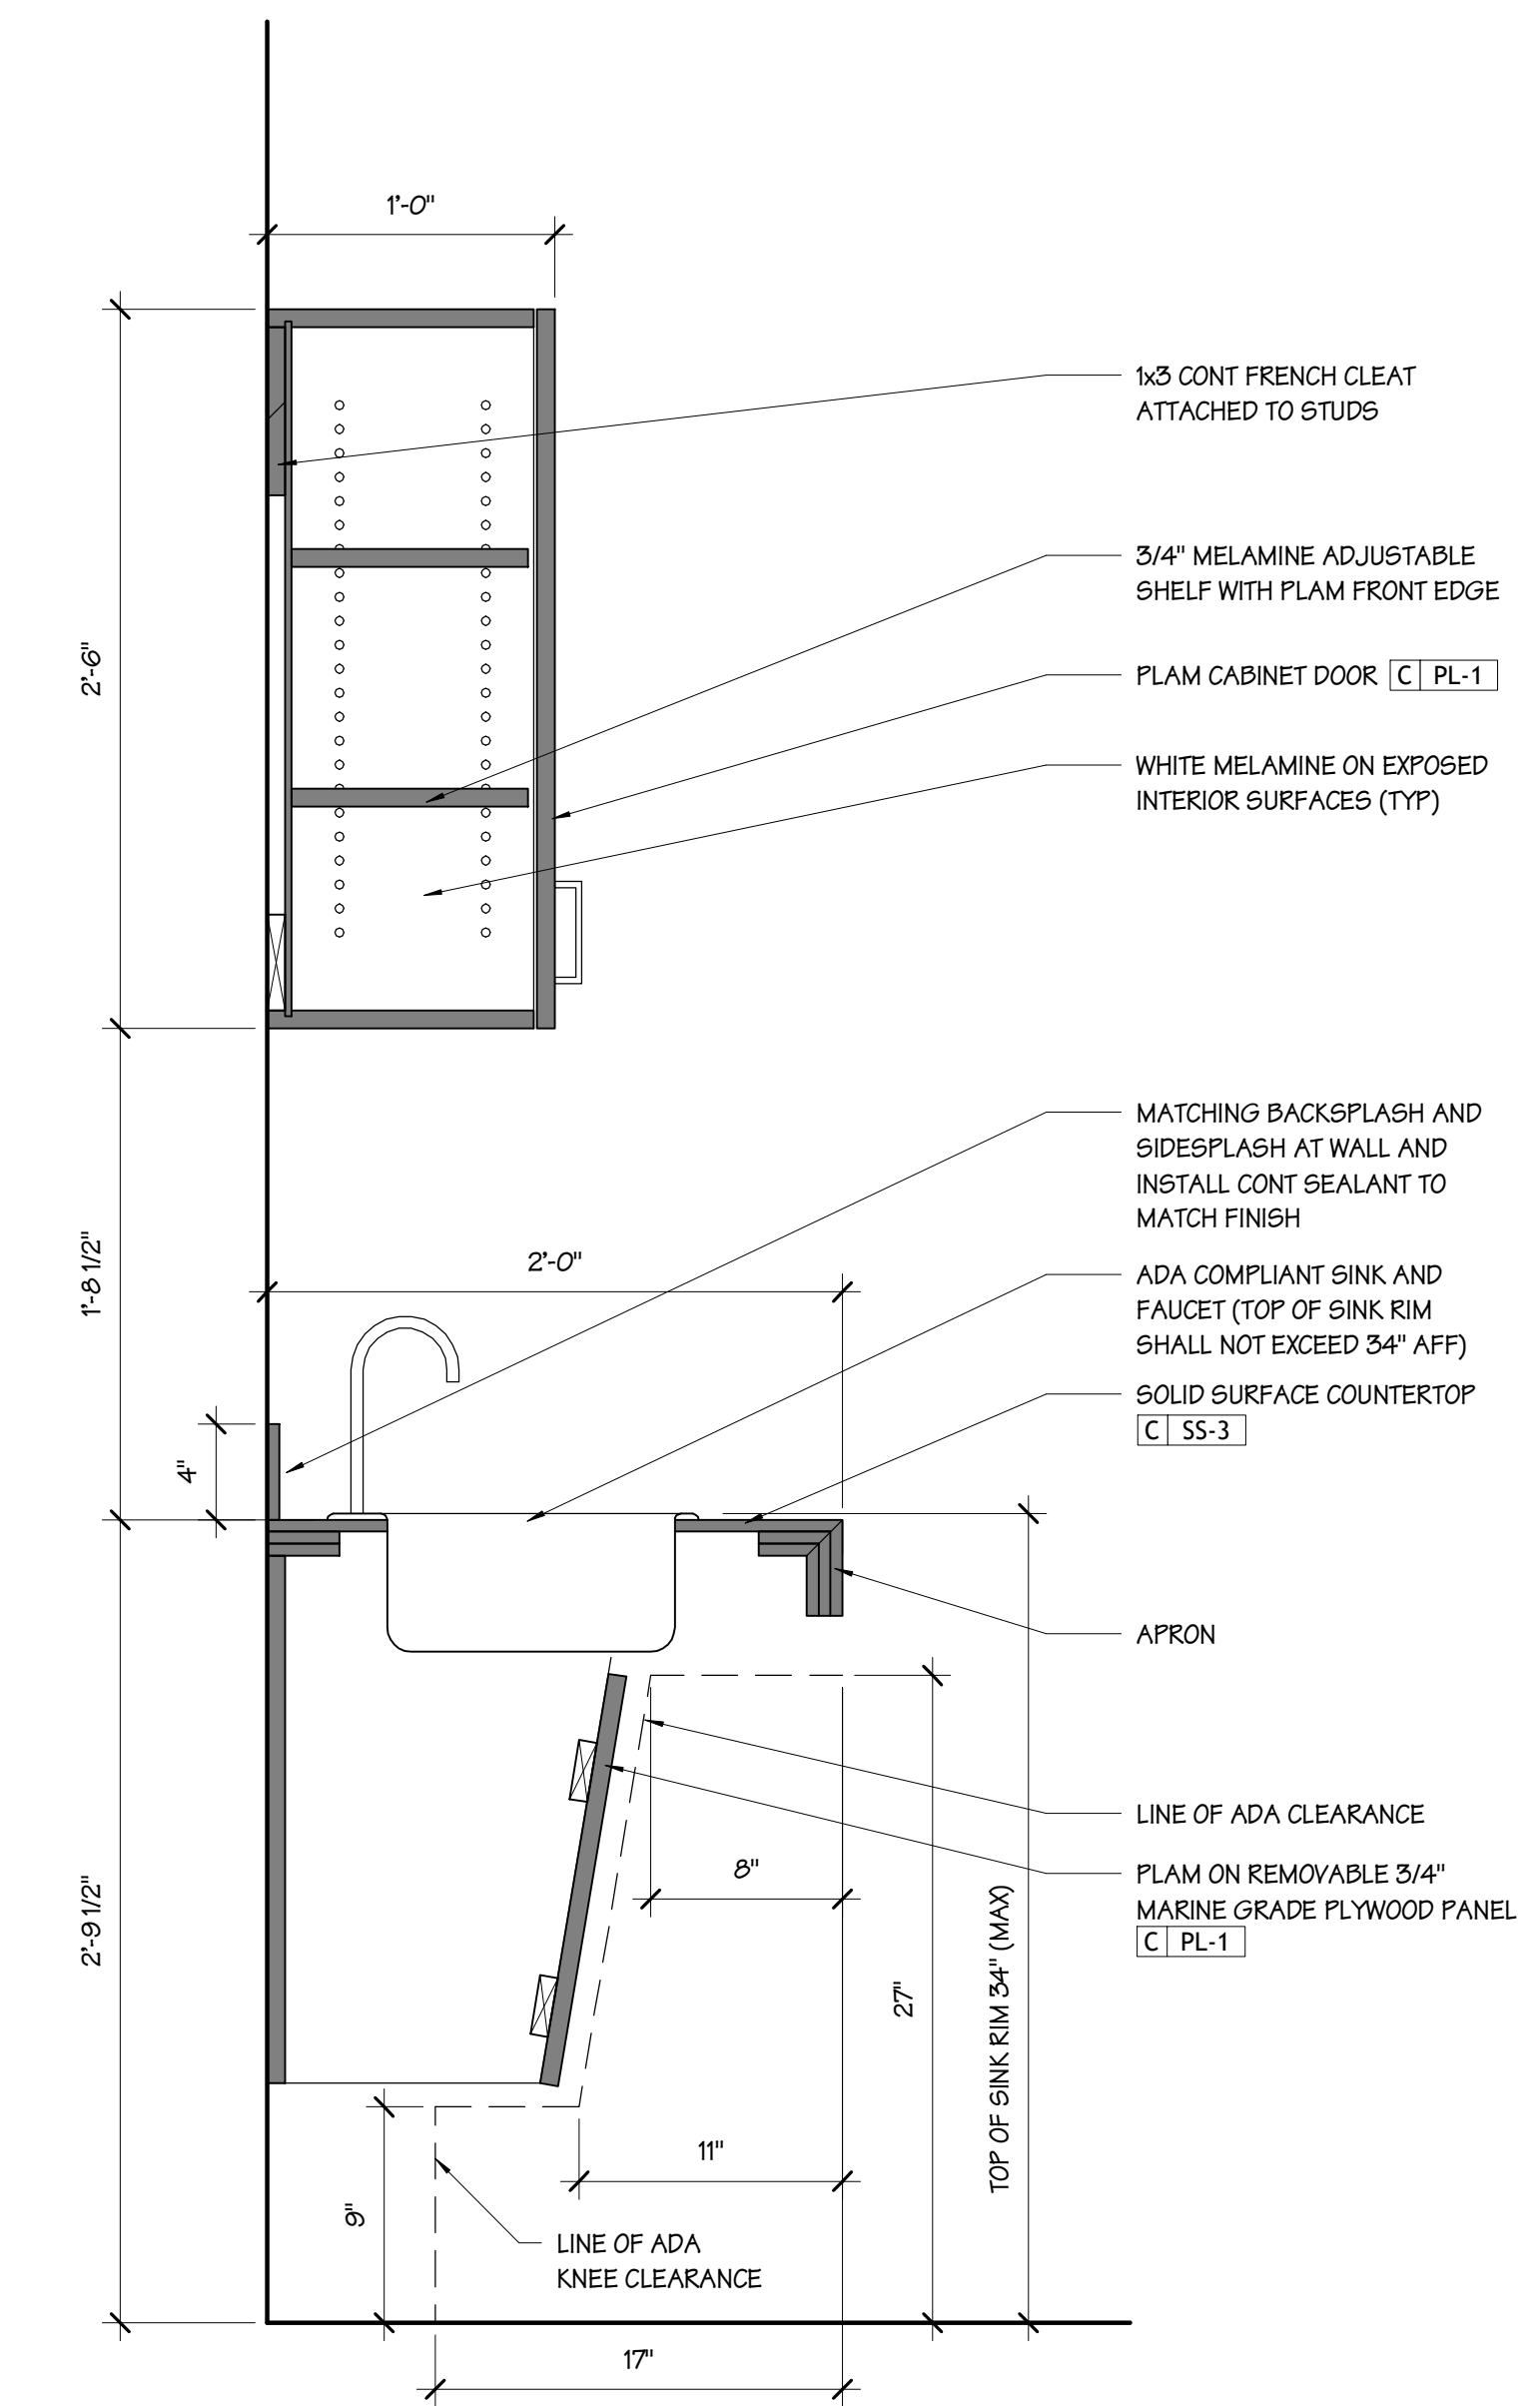 1'-0"
1x3 CONT FRENCH CLEAT
ATTACHED TO STUDS
3/4" MELAMINE ADJUSTABLE
SHELF WITH PLAM FRONT EDGE
2'-6"
PLAM CABINET DOOR C PL-1
WHITE MELAMINE ON EXPOSED
INTERIOR SURFACES (TYP)
MATCHING BACKSPLASH AND
SIDESPLASH AT WALL AND
INSTALL CONT SEALANT TO
MATCH FINISH
1'-8 1/2"
2'-0"
ADA COMPLIANT SINK AND
FAUCET (TOP OF SINK RIM
SHALL NOT EXCEED 34" AFF)
SOLID SURFACE COUNTERTOP
C SS-3
4"
APRON
LINE OF ADA CLEARANCE
PLAM ON REMOVABLE 3/4"
MARINE GRADE PLYWOOD PANEL
C PL-1
8"
2'-9 1/2"
27"
TOP OF SINK RIM 34" (MAX)
11"
9"
LINE OF ADA
KNEE CLEARANCE
17"